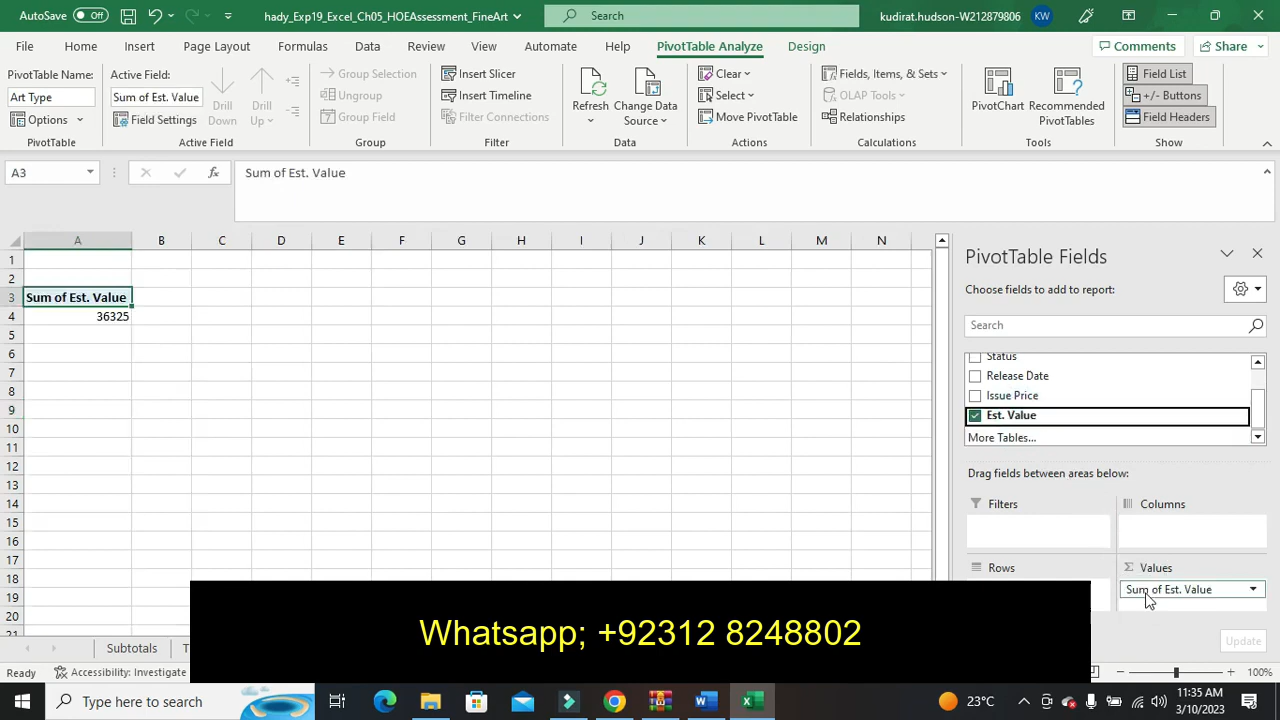 AutoSave Off hady_Exp19_Excel_Ch05_HOEAssessment_FineArt Search kudirat.hudson-W212879806 KW
File Home Insert Page Layout Formulas Data Review View Automate Help PivotTable Analyze Design Comments Share
PivotTable Name:
Art Type
Options
PivotTable
Active Field:
Sum of Est. Value
Field Settings
Drill Down
Drill Up
Active Field
Group Selection
Ungroup
Group Field
Group
Insert Slicer
Insert Timeline
Filter Connections
Filter
Refresh
Change Data Source
Data
Clear
Select
Move PivotTable
Actions
Fields, Items, & Sets
OLAP Tools
Relationships
Calculations
PivotChart
Recommended PivotTables
Tools
Field List
+/- Buttons
Field Headers
Show
A3 fx Sum of Est. Value
A B C D E F G H I J K L M N
1
2
3 Sum of Est. Value
4 36325
5
6
7
8
9
10
11
12
13
14
15
16
17
18
19
20
21
PivotTable Fields
Choose fields to add to report:
Search
Status
Release Date
Issue Price
Est. Value
More Tables...
Drag fields between areas below:
Filters Columns
Rows Values
Sum of Est. Value
Update
Subtotals
Whatsapp; +92312 8248802
Ready Accessibility: Investigate 100%
Type here to search 23°C 11:35 AM
3/10/2023